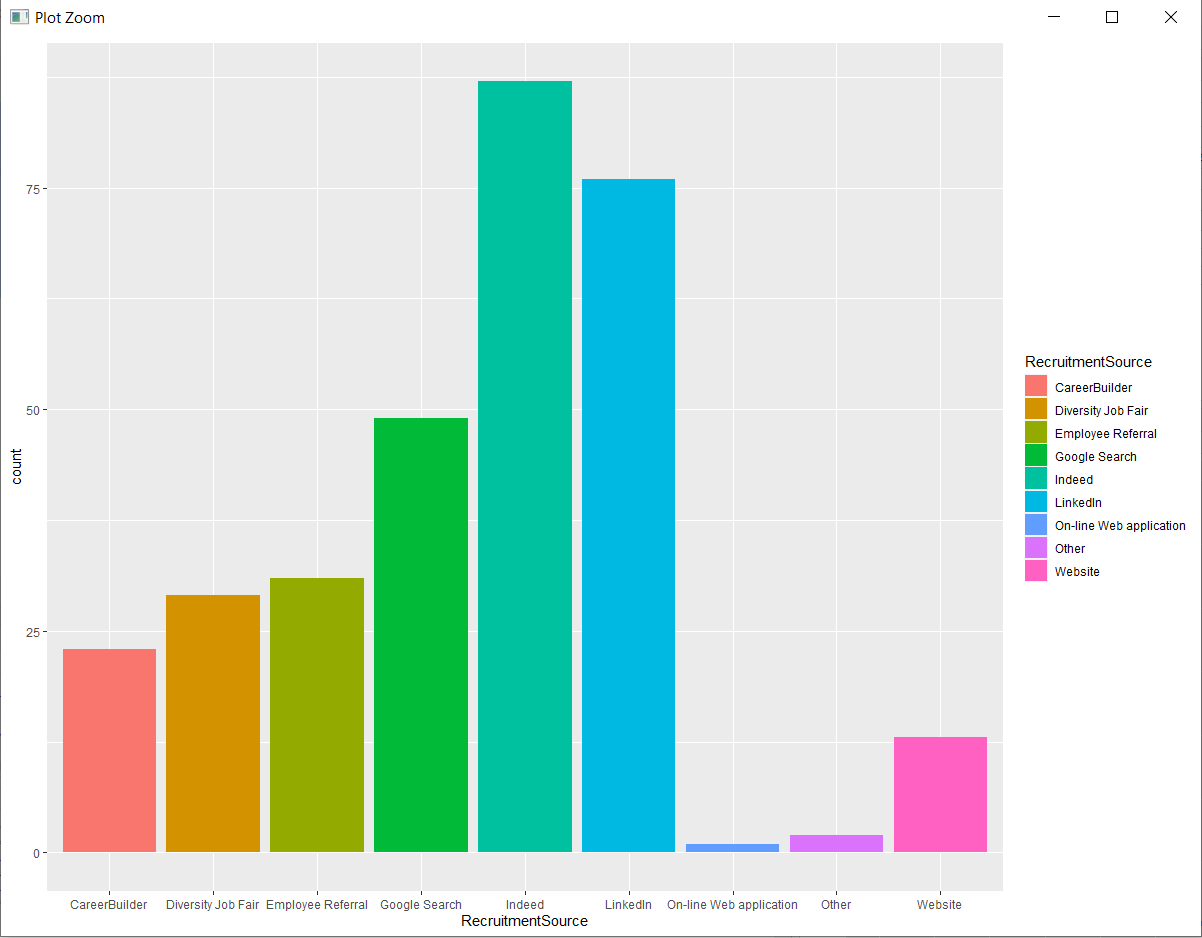 Plot Zoom
75
50
25
0
count
CareerBuilder
Diversity Job Fair
Employee Referral
Google Search
Indeed
LinkedIn
On-line Web application
Other
Website
RecruitmentSource
RecruitmentSource
CareerBuilder
Diversity Job Fair
Employee Referral
Google Search
Indeed
LinkedIn
On-line Web application
Other
Website